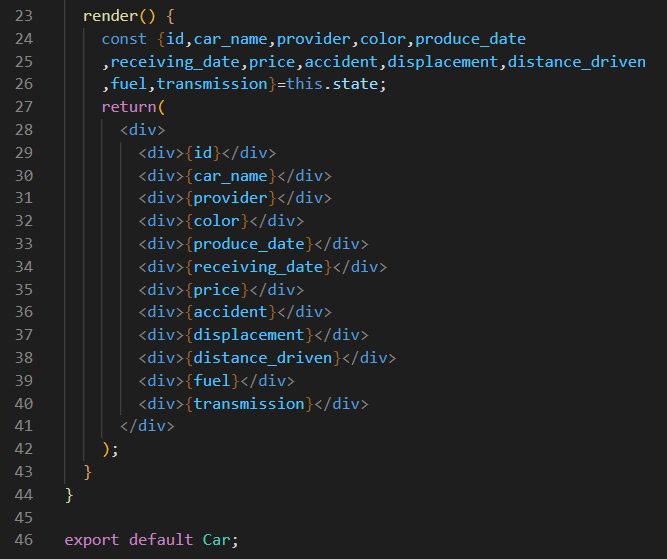 23 render() {
24 const {id,car_name,provider,color,produce_date
25 ,receiving_date,price,accident,displacement,distance_driven
26 ,fuel,transmission}=this.state;
27 return(
28 <div>
29 <div>{id}</div>
30 <div>{car_name}</div>
31 <div>{provider}</div>
32 <div>{color}</div>
33 <div>{produce_date}</div>
34 <div>{receiving_date}</div>
35 <div>{price}</div>
36 <div>{accident}</div>
37 <div>{displacement}</div>
38 <div>{distance_driven}</div>
39 <div>{fuel}</div>
40 <div>{transmission}</div>
41 </div>
42 );
43 }
44 }
45
46 export default Car;